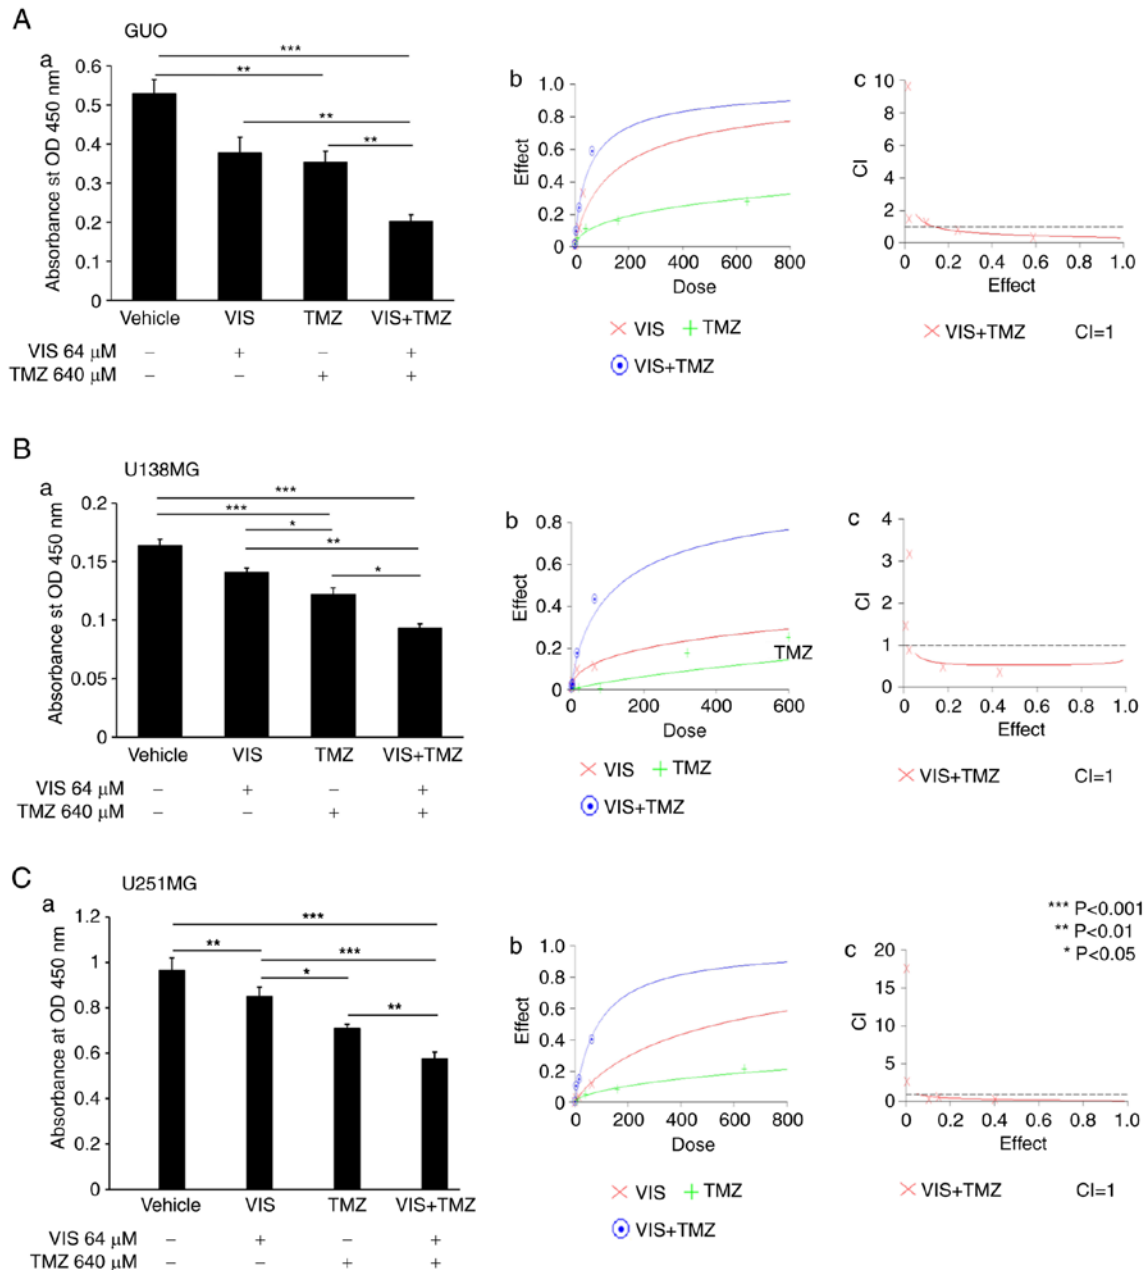 A
GUO
a
Absorbance st OD 450 nm
0.6
0.5
0.4
0.3
0.2
0.1
0
***
**
**
**
Vehicle VIS TMZ VIS+TMZ
VIS 64 µM – + – +
TMZ 640 µM – – + +
b
Effect
1.0
0.8
0.6
0.4
0.2
0
0 200 400 600 800
Dose
VIS TMZ
VIS+TMZ
c
CI
10
8
6
4
2
0
0 0.2 0.4 0.6 0.8 1.0
Effect
VIS+TMZ CI=1
B
U138MG
a
Absorbance st OD 450 nm
0.2
0.15
0.1
0.05
0
***
***
*
**
*
Vehicle VIS TMZ VIS+TMZ
VIS 64 µM – + – +
TMZ 640 µM – – + +
b
Effect
0.8
0.6
0.4
0.2
0
TMZ
0 200 400 600
Dose
VIS TMZ
VIS+TMZ
c
CI
4
3
2
1
0
0 0.2 0.4 0.6 0.8 1.0
Effect
VIS+TMZ CI=1
C
U251MG
a
Absorbance at OD 450 nm
1.2
1
0.8
0.6
0.4
0.2
0
***
**
***
*
**
Vehicle VIS TMZ VIS+TMZ
VIS 64 µM – + – +
TMZ 640 µM – – + +
b
Effect
1.0
0.8
0.6
0.4
0.2
0
0 200 400 600 800
Dose
VIS TMZ
VIS+TMZ
*** P<0.001
** P<0.01
* P<0.05
c
CI
20
15
10
5
0
0 0.2 0.4 0.6 0.8 1.0
Effect
VIS+TMZ CI=1